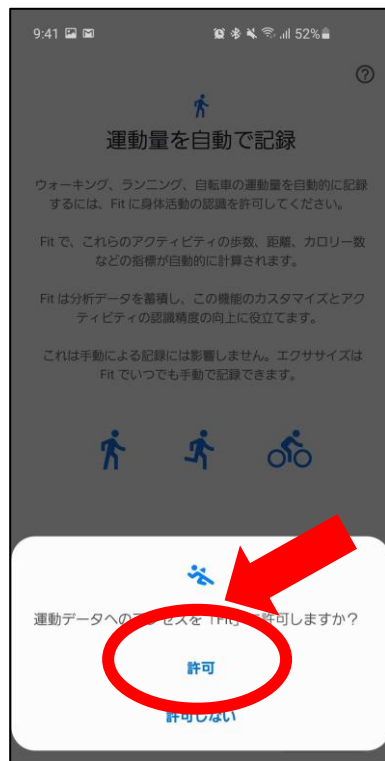 9:41 52%
運動量を自動で記録
ウォーキング、ランニング、自転車の運動量を自動的に記録
するには、Fit に身体活動の認識を許可してください。
Fit で、これらのアクティビティの歩数、距離、カロリー数
などの指標が自動的に計算されます。
Fit は分析データを蓄積し、この機能のカスタマイズとアク
ティビティの認識精度の向上に役立てます。
これは手動による記録には影響しません。エクササイズは
Fit でいつでも手動で記録できます。
運動データへのアクセスを「Fit」に許可しますか？
許可
許可しない